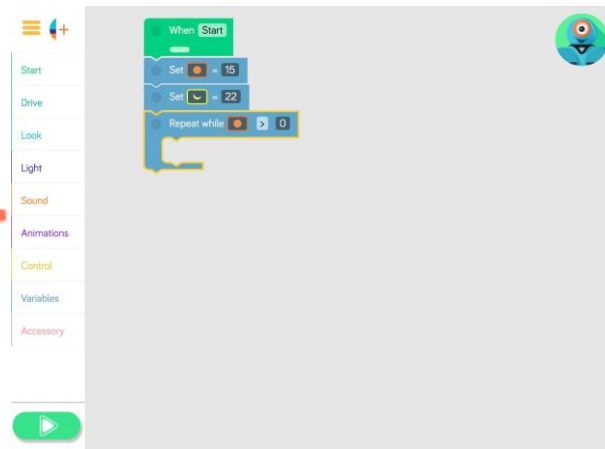 When Start
Set = 15
Set = 22
Repeat while > 0
Start
Drive
Look
Light
Sound
Animations
Control
Variables
Accessory